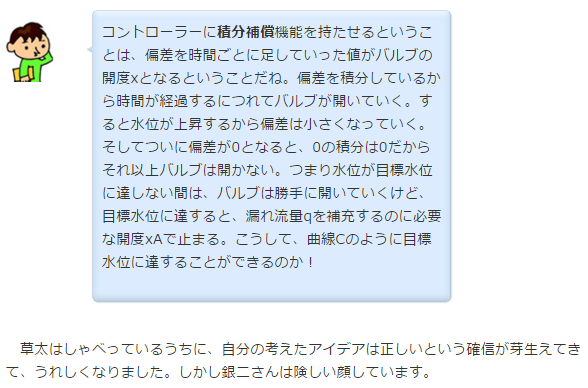 コントローラーに積分補償機能を持たせるというこ
とは、偏差を時間ごとに足していった値がバルブの
開度xとなるということだね。偏差を積分しているか
ら時間が経過するにつれてバルブが開いていく。す
ると水位が上昇するから偏差は小さくなっていく。
そしてついに偏差が0となると、0の積分は0だから
それ以上バルブは開かない。つまり水位が目標水位
に達しない間は、バルブは勝手に開いていくけど、
目標水位に達すると、漏れ流量qを補充するのに必要
な開度xAで止まる。こうして、曲線Cのように目標
水位に達することができるのか！
草太はしゃべっているうちに、自分の考えたアイデアは正しいという確信が芽生えてき
て、うれしくなりました。しかし銀二さんは険しい顔しています。